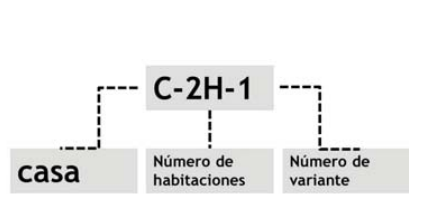 C-2H-1
casa
Número de
habitaciones
Número de
variante